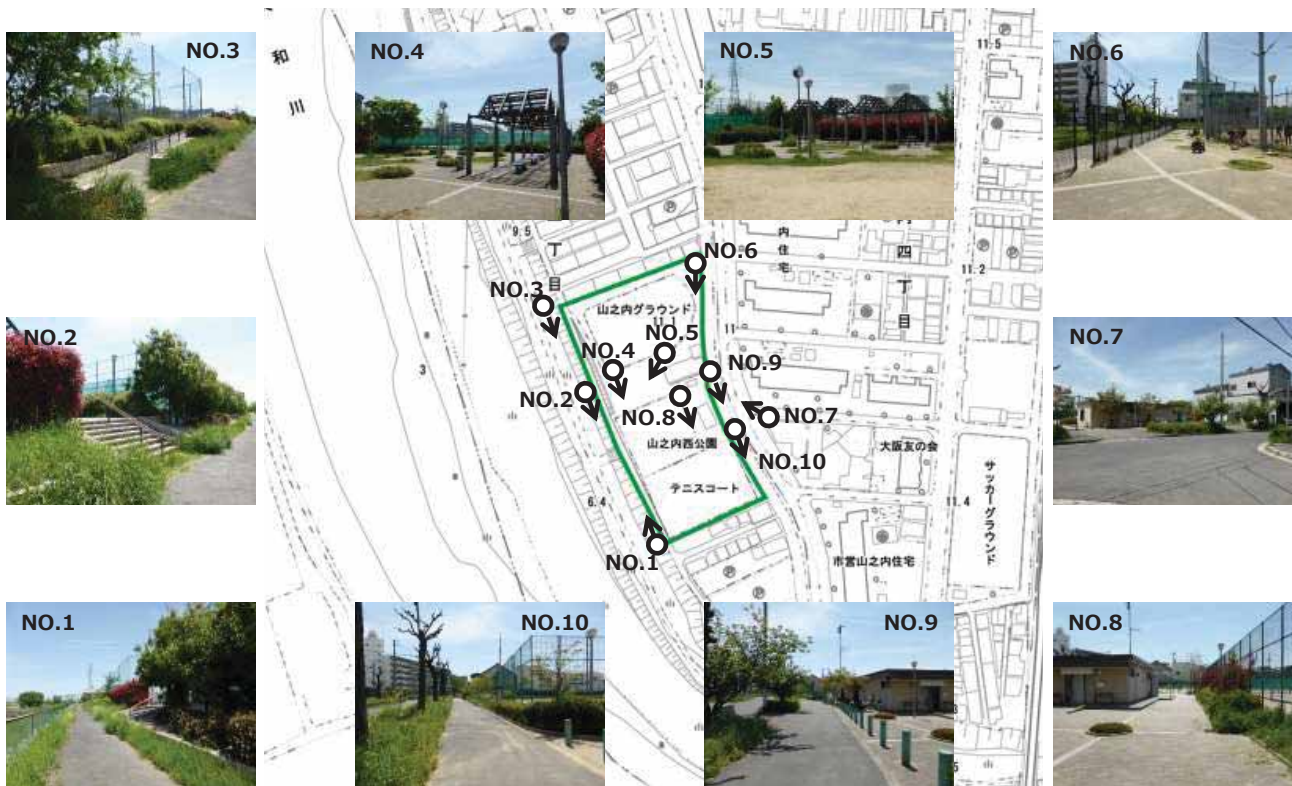 NO.3
NO.4
NO.5
NO.6
和
川
11.5
9.5
丁
目
内
住
宅
四
丁
目
11.2
NO.6
NO.3
山之内グラウンド
11.1
11
NO.5
NO.4
NO.9
NO.2
NO.7
3
NO.2
NO.8
NO.7
山之内西公園
大阪友の会
NO.10
テニスコート
サッカーグラウンド
6.4
11.4
NO.1
市営山之内住宅
NO.1
NO.10
NO.9
NO.8